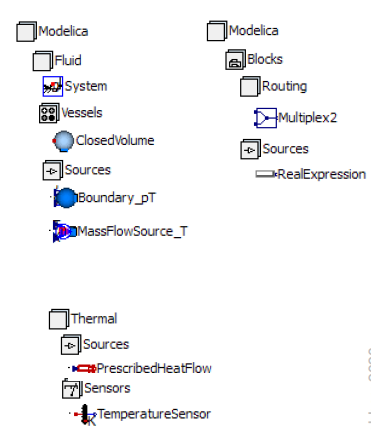 Modelica
Fluid
System
Vessels
ClosedVolume
Sources
Boundary_pT
MassFlowSource_T
Modelica
Blocks
Routing
Multiplex2
Sources
RealExpression
Thermal
Sources
PrescribedHeatFlow
Sensors
TemperatureSensor
K